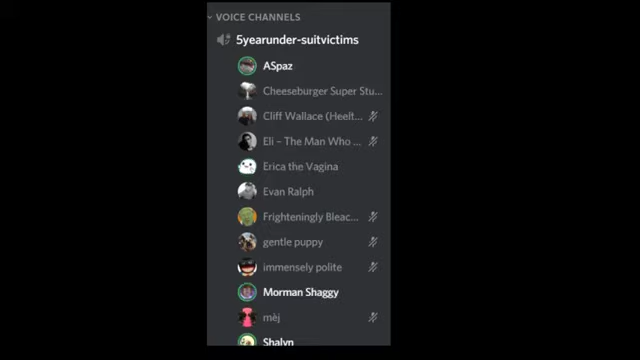 VOICE CHANNELS
5yearunder-suitvictims
ASpaz
Cheeseburger Super Stu...
Cliff Wallace (Heelt...
Eli – The Man Who ...
Erica the Vagina
Evan Ralph
Frighteningly Bleac...
gentle puppy
immensely polite
Morman Shaggy
mèj
Shalyn